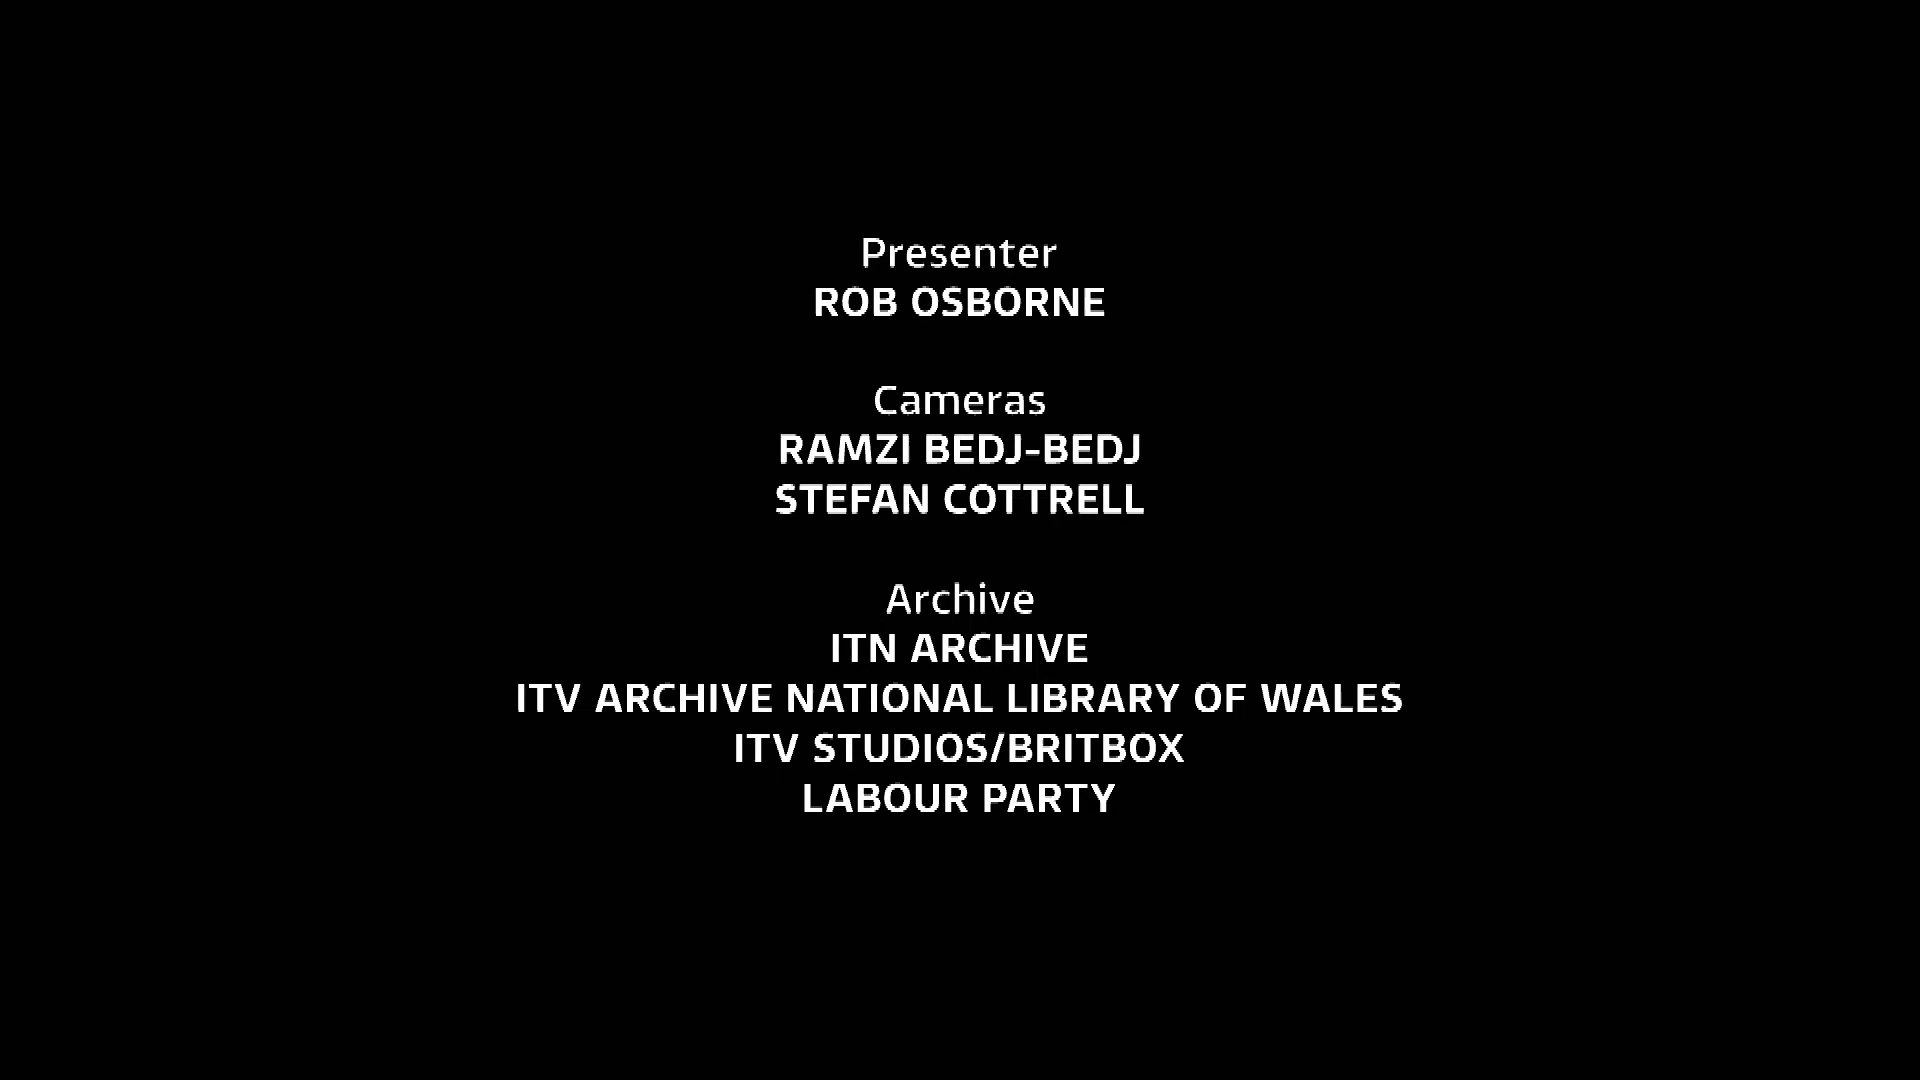 Presenter
ROB OSBORNE
Cameras
RAMZI BEDJ-BEDJ
STEFAN COTTRELL
Archive
ITN ARCHIVE
ITV ARCHIVE NATIONAL LIBRARY OF WALES
ITV STUDIOS/BRITBOX
LABOUR PARTY